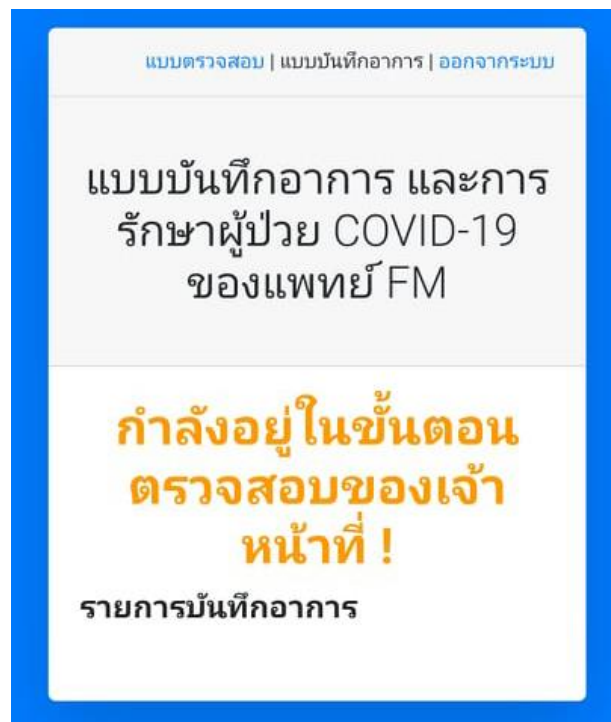 แบบตรวจสอบ | แบบบันทึกอาการ | ออกจากระบบ
แบบบันทึกอาการ และการ
รักษาผู้ป่วย COVID-19
ของแพทย์ FM
กำลังอยู่ในขั้นตอน
ตรวจสอบของเจ้า
หน้าที่ !
รายการบันทึกอาการ